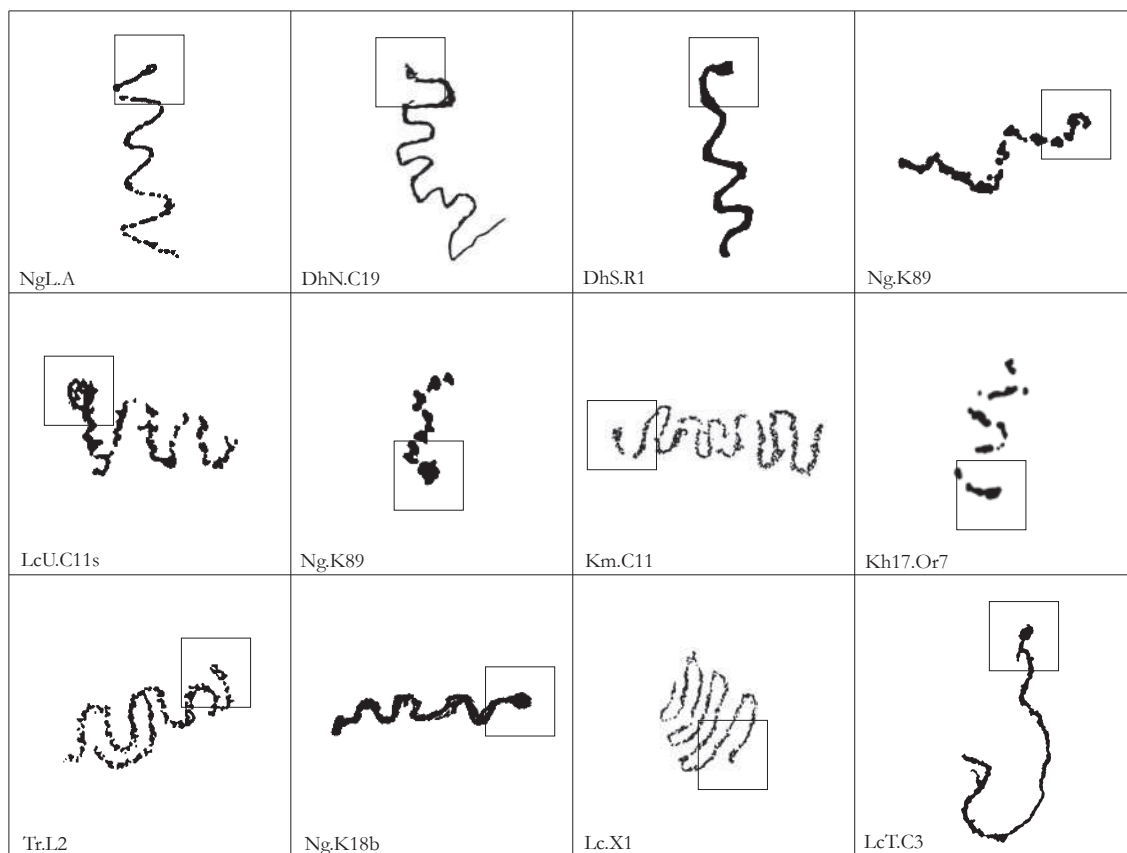 NgL.A
DhN.C19
DhS.R1
Ng.K89
LcU.C11s
Ng.K89
Km.C11
Kh17.Or7
Tr.L2
Ng.K18b
Lc.X1
LcT.C3